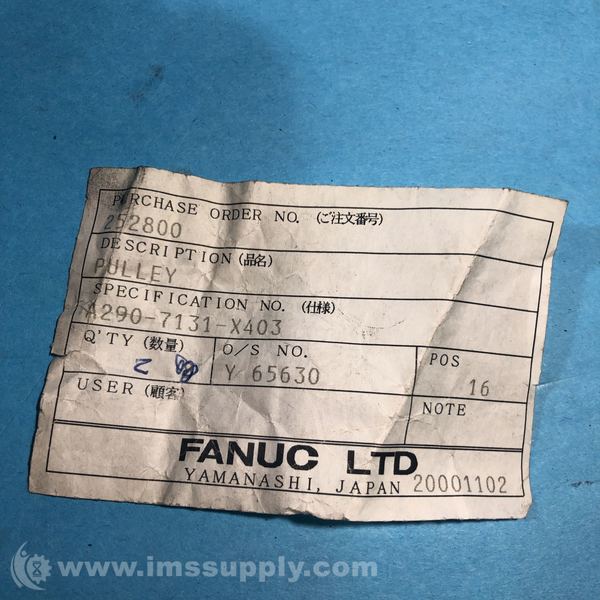 PURCHASE ORDER NO. (ご注文番号)
252800
DESCRIPTION (品名)
PULLEY
SPECIFICATION NO. (仕様)
A290-7131-X403
Q'TY (数量)
2
O/S NO.
Y 65630
POS
16
USER (顧客)
NOTE
FANUC LTD
YAMANASHI, JAPAN 20001102
www.imssupply.com